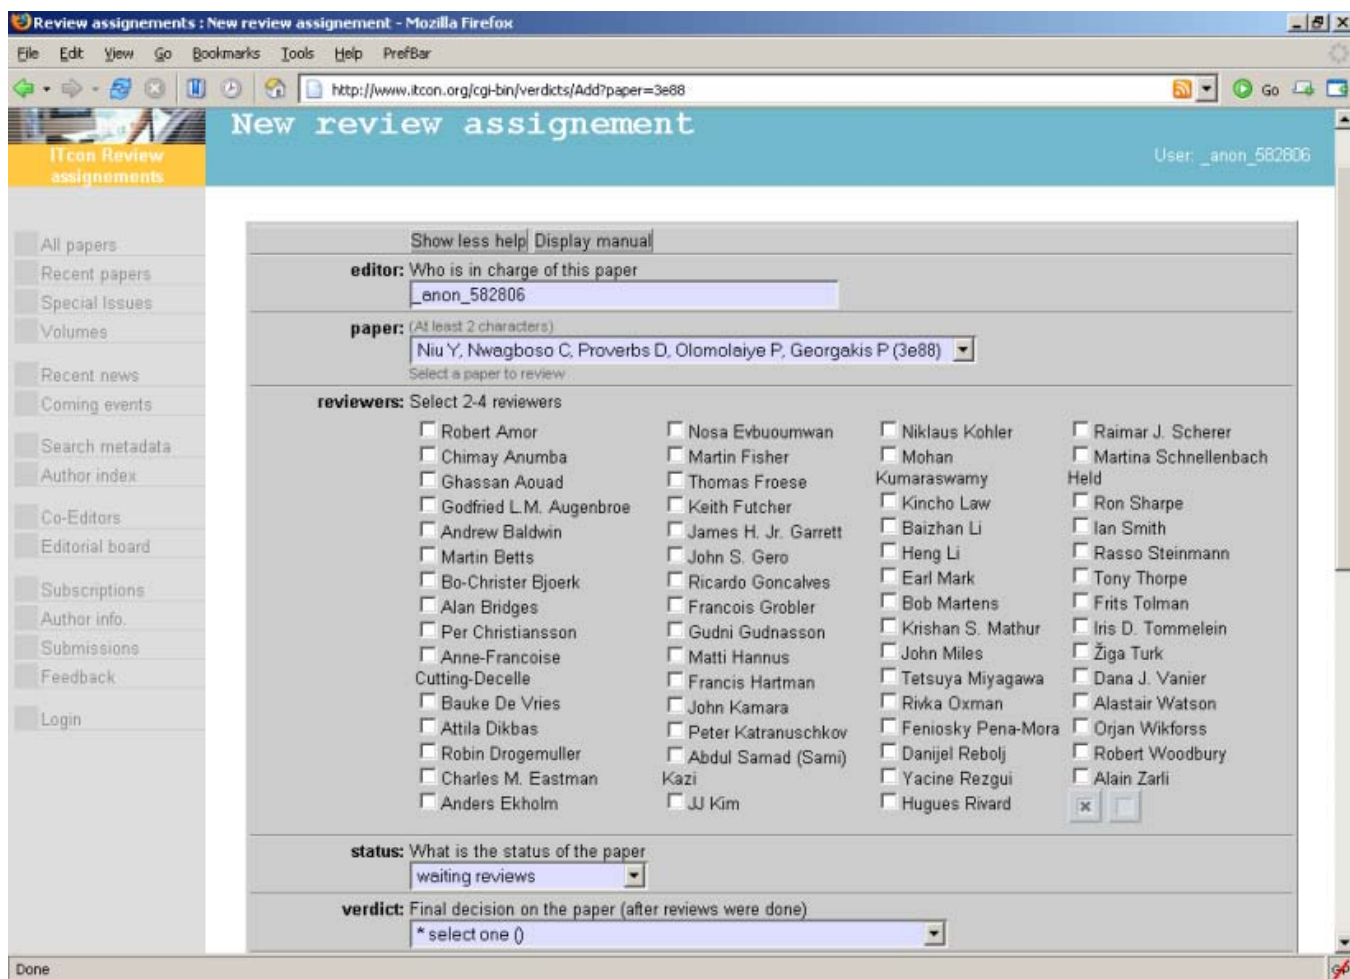 Review assignements : New review assignement - Mozilla Firefox
File Edit View Go Bookmarks Tools Help PrefBar
http://www.itcon.org/cgi-bin/verdicts/Add?paper=3e88 Go
New review assignement
ITcon Review
assignements
User: _anon_582806
All papers
Recent papers
Special Issues
Volumes
Recent news
Coming events
Search metadata
Author index
Co-Editors
Editorial board
Subscriptions
Author info.
Submissions
Feedback
Login
Show less help Display manual
editor: Who is in charge of this paper
_anon_582806
paper: (At least 2 characters)
Niu Y, Nwagboso C, Proverbs D, Olomolaiye P, Georgakis P (3e88)
Select a paper to review
reviewers: Select 2-4 reviewers
Robert Amor
Chimay Anumba
Ghassan Aouad
Godfried L.M. Augenbroe
Andrew Baldwin
Martin Betts
Bo-Christer Bjoerk
Alan Bridges
Per Christiansson
Anne-Francoise
Cutting-Decelle
Bauke De Vries
Attila Dikbas
Robin Drogemuller
Charles M. Eastman
Anders Ekholm
Nosa Evbuoumwan
Martin Fisher
Thomas Froese
Keith Futcher
James H. Jr. Garrett
John S. Gero
Ricardo Goncalves
Francois Grobler
Gudni Gudnasson
Matti Hannus
Francis Hartman
John Kamara
Peter Katranuschkov
Abdul Samad (Sami)
Kazi
JJ Kim
Niklaus Kohler
Mohan
Kumaraswamy
Kincho Law
Baizhan Li
Heng Li
Earl Mark
Bob Martens
Krishan S. Mathur
John Miles
Tetsuya Miyagawa
Rivka Oxman
Feniosky Pena-Mora
Danijel Rebolj
Yacine Rezgui
Hugues Rivard
Raimar J. Scherer
Martina Schnellenbach
Held
Ron Sharpe
Ian Smith
Rasso Steinmann
Tony Thorpe
Frits Tolman
Iris D. Tommelein
Žiga Turk
Dana J. Vanier
Alastair Watson
Orjan Wikforss
Robert Woodbury
Alain Zarli
status: What is the status of the paper
waiting reviews
verdict: Final decision on the paper (after reviews were done)
* select one ()
Done